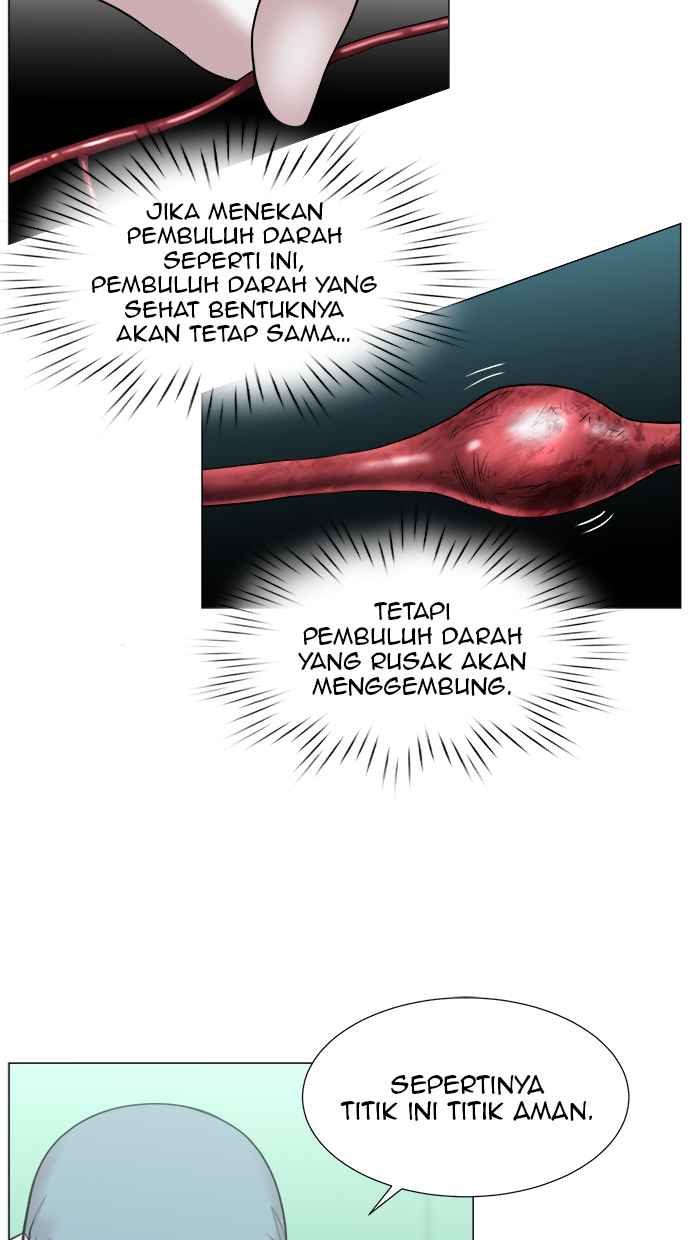 JIKA MENEKAN
PEMBULUH DARAH
SEPERTI INI,
PEMBULUH DARAH YANG
SEHAT BENTUKNYA
AKAN TETAP SAMA...
TETAPI
PEMBULUH DARAH
YANG RUSAK AKAN
MENGGEMBUNG.
SEPERTINYA
TITIK INI TITIK AMAN.